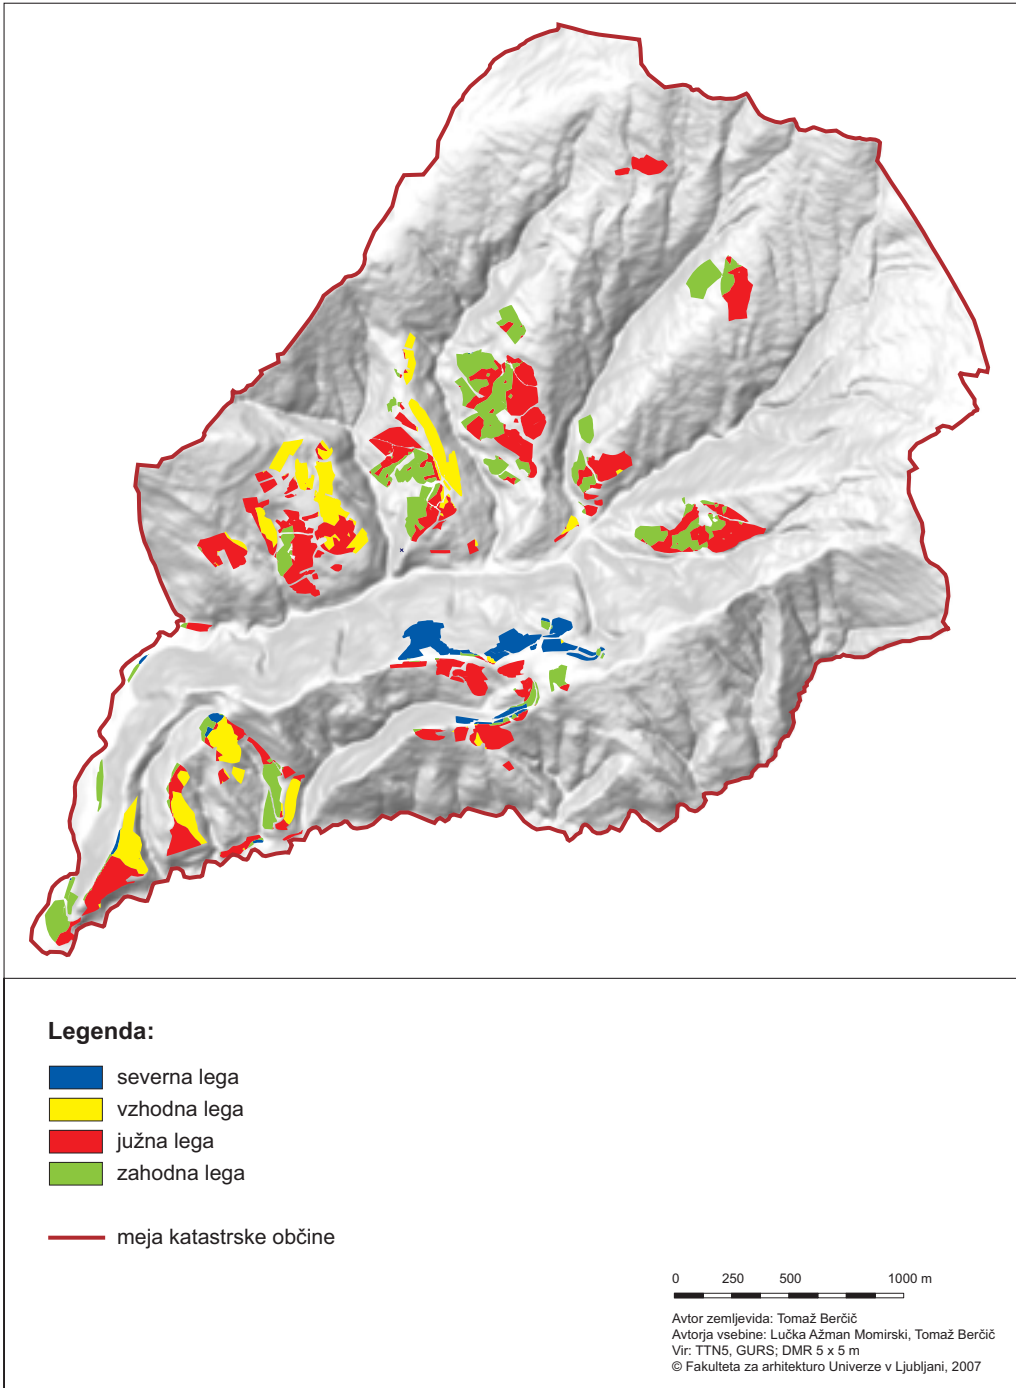 Legenda:
severna lega
vzhodna lega
južna lega
zahodna lega
meja katastrske občine
0 250 500 1000 m
Avtor zemljevida: Tomaž Berčič
Avtorja vsebine: Lučka Ažman Momirski, Tomaž Berčič
Vir: TTN5, GURS; DMR 5 x 5 m
© Fakulteta za arhitekturo Univerze v Ljubljani, 2007